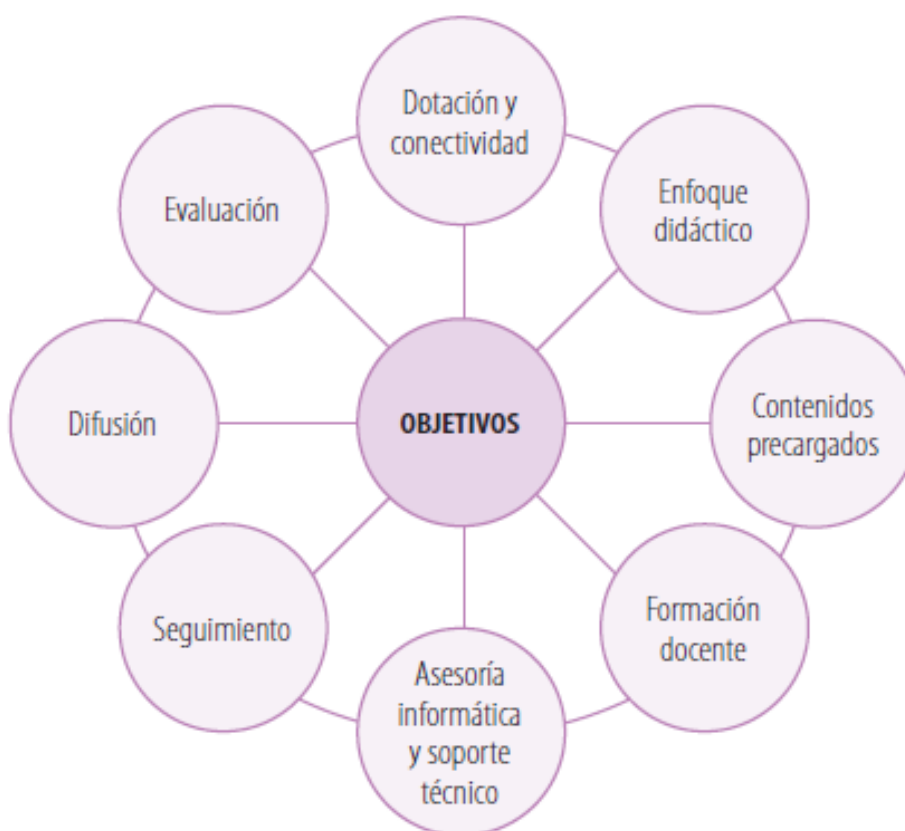 Dotación y
conectividad
Enfoque
didáctico
Evaluación
Contenidos
precargados
OBJETIVOS
Difusión
Formación
docente
Seguimiento
Asesoría
informática
y soporte
técnico